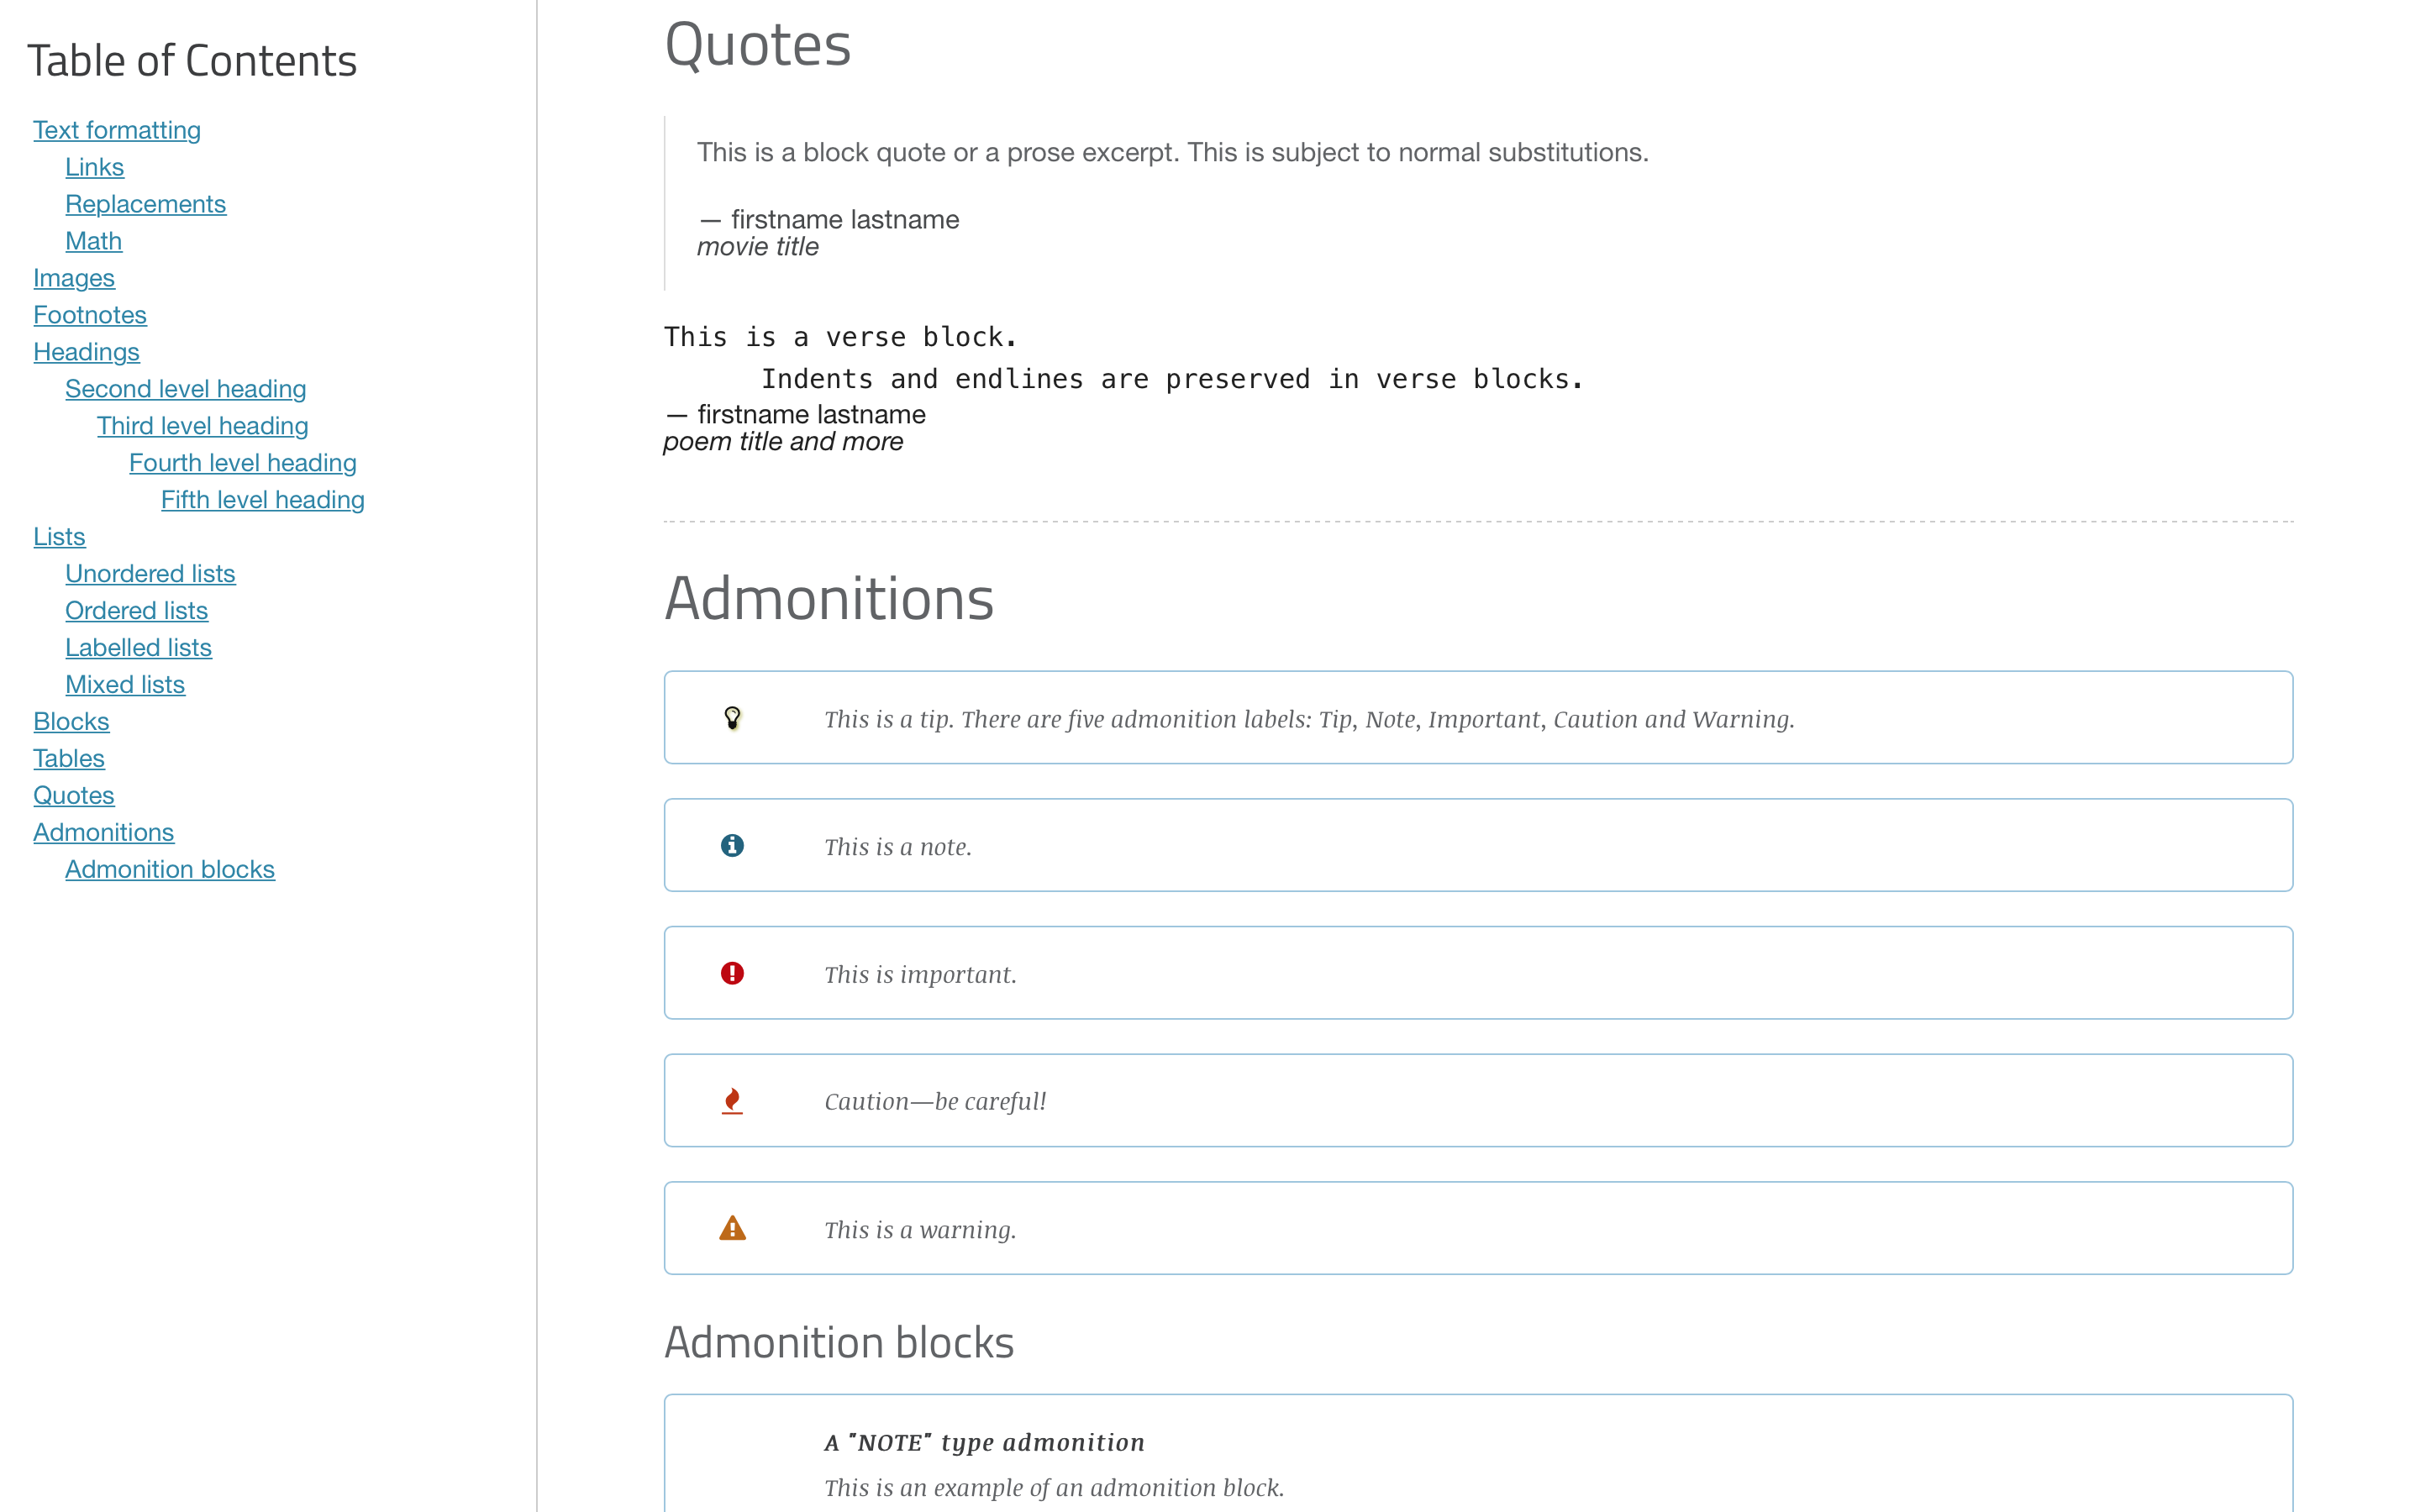 Table of Contents
Text formatting
Links
Replacements
Math
Images
Footnotes
Headings
Second level heading
Third level heading
Fourth level heading
Fifth level heading
Lists
Unordered lists
Ordered lists
Labelled lists
Mixed lists
Blocks
Tables
Quotes
Admonitions
Admonition blocks
Quotes
This is a block quote or a prose excerpt. This is subject to normal substitutions.
— firstname lastname
movie title
This is a verse block.
Indents and endlines are preserved in verse blocks.
— firstname lastname
poem title and more
Admonitions
This is a tip. There are five admonition labels: Tip, Note, Important, Caution and Warning.
This is a note.
This is important.
Caution—be careful!
This is a warning.
Admonition blocks
A "NOTE" type admonition
This is an example of an admonition block.